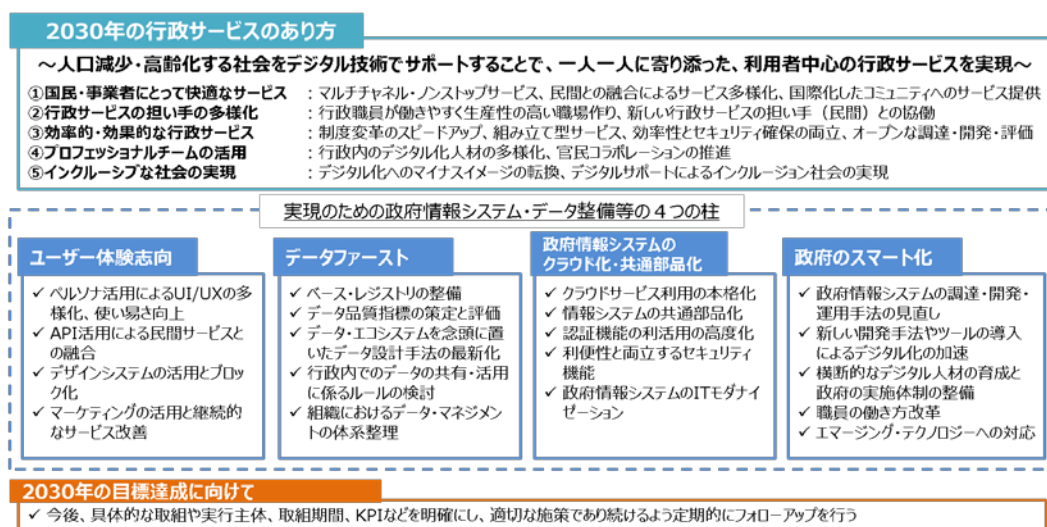 2030年の行政サービスのあり方
～人口減少・高齢化する社会をデジタル技術でサポートすることで、一人一人に寄り添った、利用者中心の行政サービスを実現～
①国民・事業者にとって快適なサービス ：マルチチャネル・ノンストップサービス、民間との融合によるサービス多様化、国際化したコミュニティへのサービス提供
②行政サービスの担い手の多様化 ：行政職員が働きやすく生産性の高い職場作り、新しい行政サービスの担い手（民間）との協働
③効率的・効果的な行政サービス ：制度変革のスピードアップ、組み立て型サービス、効率性とセキュリティ確保の両立、オープンな調達・開発・評価
④プロフェッショナルチームの活用 ：行政内のデジタル化人材の多様化、官民コラボレーションの推進
⑤インクルーシブな社会の実現 ：デジタル化へのマイナスイメージの転換、デジタルサポートによるインクルージョン社会の実現
実現のための政府情報システム・データ整備等の４つの柱
ユーザー体験志向
✓ ペルソナ活用によるUI/UXの多
様化、使い易さ向上
✓ API活用による民間サービスと
の融合
✓ デザインシステムの活用とブロッ
ク化
✓ マーケティングの活用と継続的
なサービス改善
データファースト
✓ ベース・レジストリの整備
✓ データ品質指標の策定と評価
✓ データ・エコシステムを念頭に置
いたデータ設計手法の最新化
✓ 行政内でのデータの共有・活用
に係るルールの検討
✓ 組織におけるデータ・マネジメン
トの体系整理
政府情報システムの
クラウド化・共通部品化
✓ クラウドサービス利用の本格化
✓ 情報システムの共通部品化
✓ 認証機能の利活用の高度化
✓ 利便性と両立するセキュリティ
機能
✓ 政府情報システムのITモダナイ
ゼーション
政府のスマート化
✓ 政府情報システムの調達・開発・
運用手法の見直し
✓ 新しい開発手法やツールの導入
によるデジタル化の加速
✓ 横断的なデジタル人材の育成と
政府の実施体制の整備
✓ 職員の働き方改革
✓ エマージング・テクノロジーへの対応
2030年の目標達成に向けて
✓ 今後、具体的な取組や実行主体、取組期間、KPIなどを明確にし、適切な施策であり続けるよう定期的にフォローアップを行う